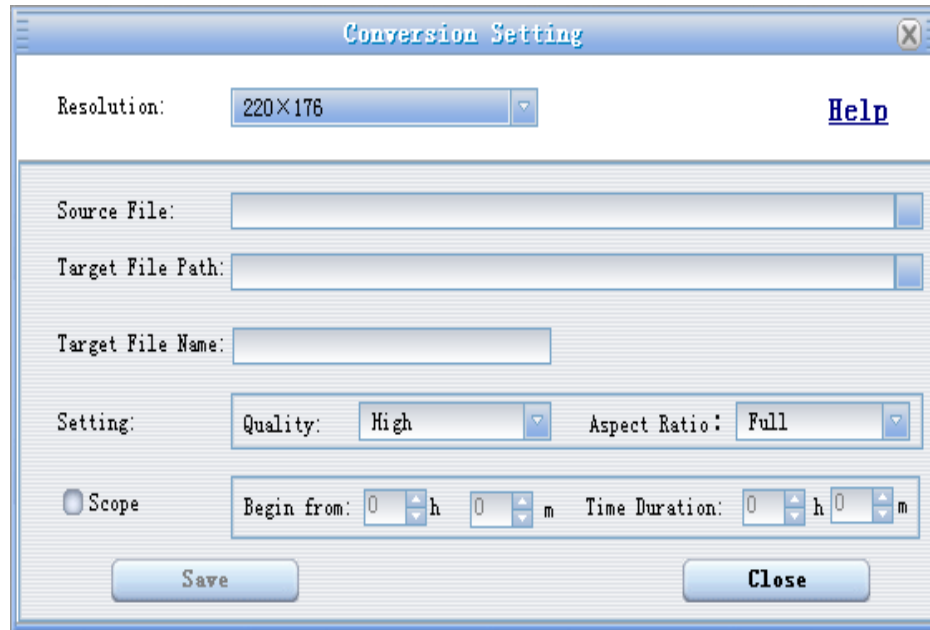 Conversion Setting
Resolution: 220×176 Help
Source File:
Target File Path:
Target File Name:
Setting: Quality: High Aspect Ratio: Full
Scope Begin from: 0 h 0 m Time Duration: 0 h 0 m
Save Close